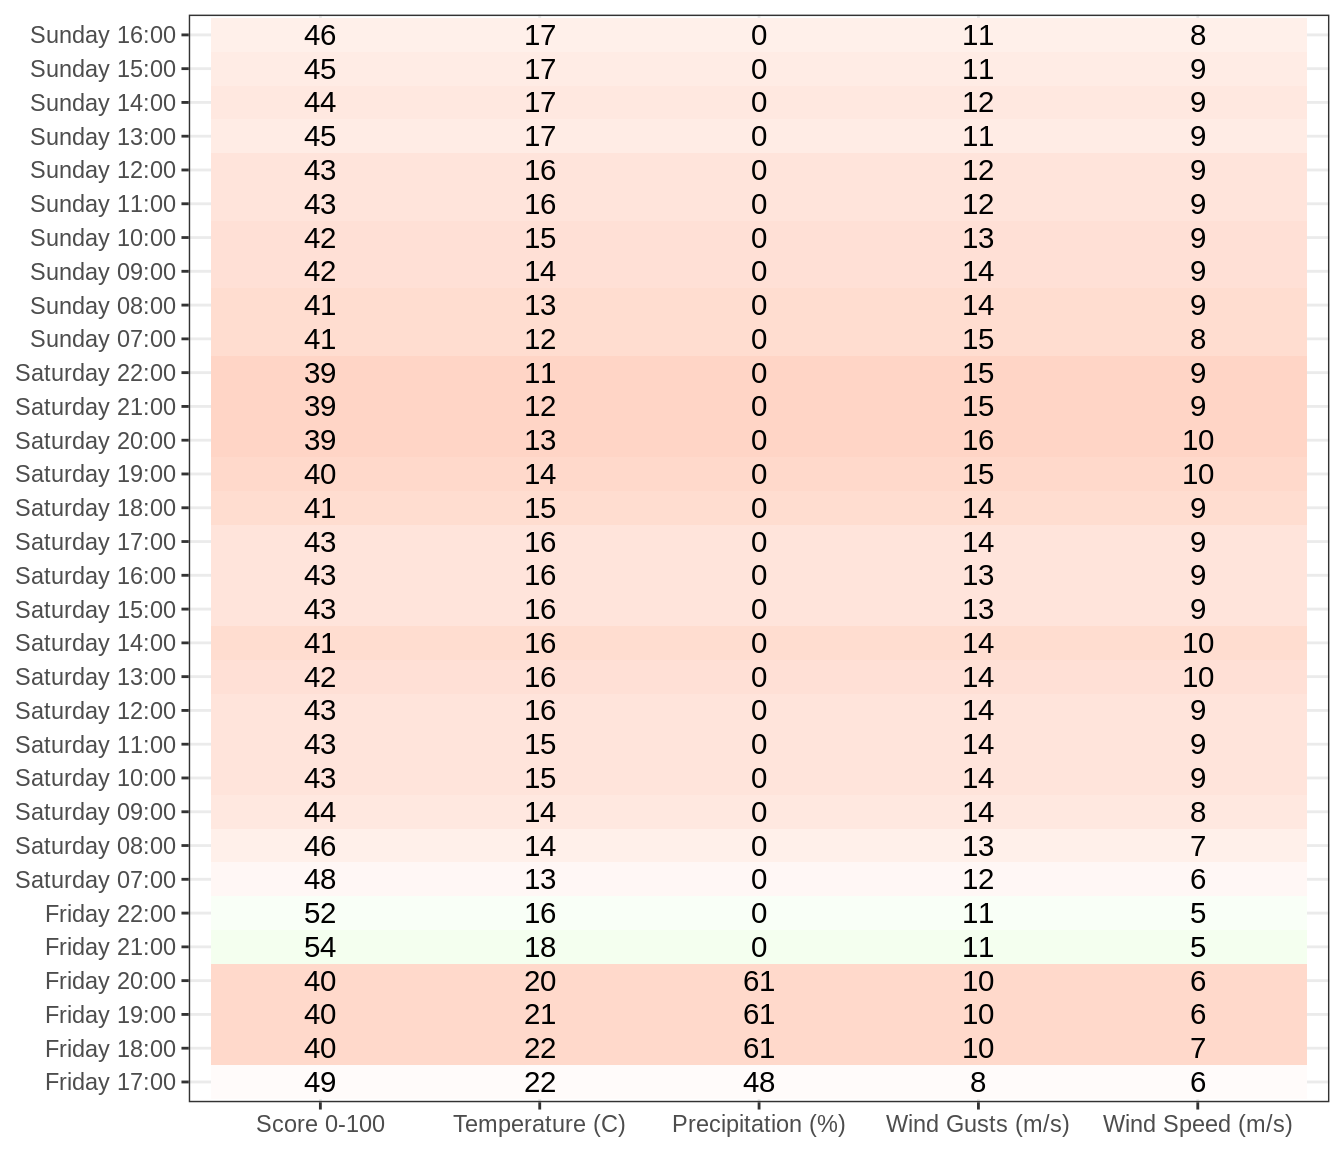 Sunday 16:00 46 17 0 11 8
Sunday 15:00 45 17 0 11 9
Sunday 14:00 44 17 0 12 9
Sunday 13:00 45 17 0 11 9
Sunday 12:00 43 16 0 12 9
Sunday 11:00 43 16 0 12 9
Sunday 10:00 42 15 0 13 9
Sunday 09:00 42 14 0 14 9
Sunday 08:00 41 13 0 14 9
Sunday 07:00 41 12 0 15 8
Saturday 22:00 39 11 0 15 9
Saturday 21:00 39 12 0 15 9
Saturday 20:00 39 13 0 16 10
Saturday 19:00 40 14 0 15 10
Saturday 18:00 41 15 0 14 9
Saturday 17:00 43 16 0 14 9
Saturday 16:00 43 16 0 13 9
Saturday 15:00 43 16 0 13 9
Saturday 14:00 41 16 0 14 10
Saturday 13:00 42 16 0 14 10
Saturday 12:00 43 16 0 14 9
Saturday 11:00 43 15 0 14 9
Saturday 10:00 43 15 0 14 9
Saturday 09:00 44 14 0 14 8
Saturday 08:00 46 14 0 13 7
Saturday 07:00 48 13 0 12 6
Friday 22:00 52 16 0 11 5
Friday 21:00 54 18 0 11 5
Friday 20:00 40 20 61 10 6
Friday 19:00 40 21 61 10 6
Friday 18:00 40 22 61 10 7
Friday 17:00 49 22 48 8 6
Score 0-100 Temperature (C) Precipitation (%) Wind Gusts (m/s) Wind Speed (m/s)